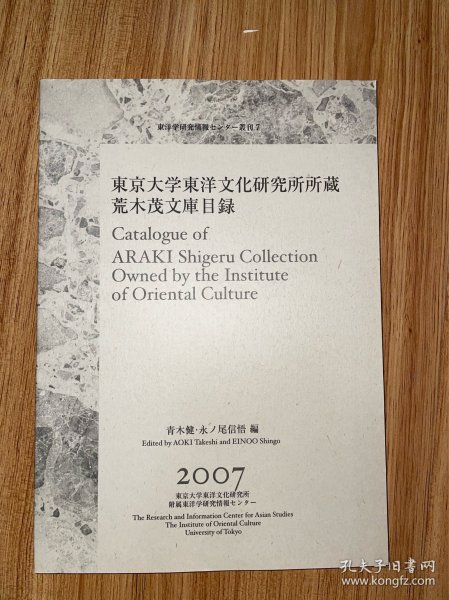 東洋学研究情報センター叢刊 7
東京大学東洋文化研究所所蔵
荒木茂文庫目録
Catalogue of
ARAKI Shigeru Collection
Owned by the Institute
of Oriental Culture
青木健・永ノ尾信悟 編
Edited by AOKI Takeshi and EINOO Shingo
2007
東京大学東洋文化研究所
附属東洋学研究情報センター
The Research and Information Center for Asian Studies
The Institute of Oriental Culture
University of Tokyo
孔夫子旧书网
www.kongfz.com